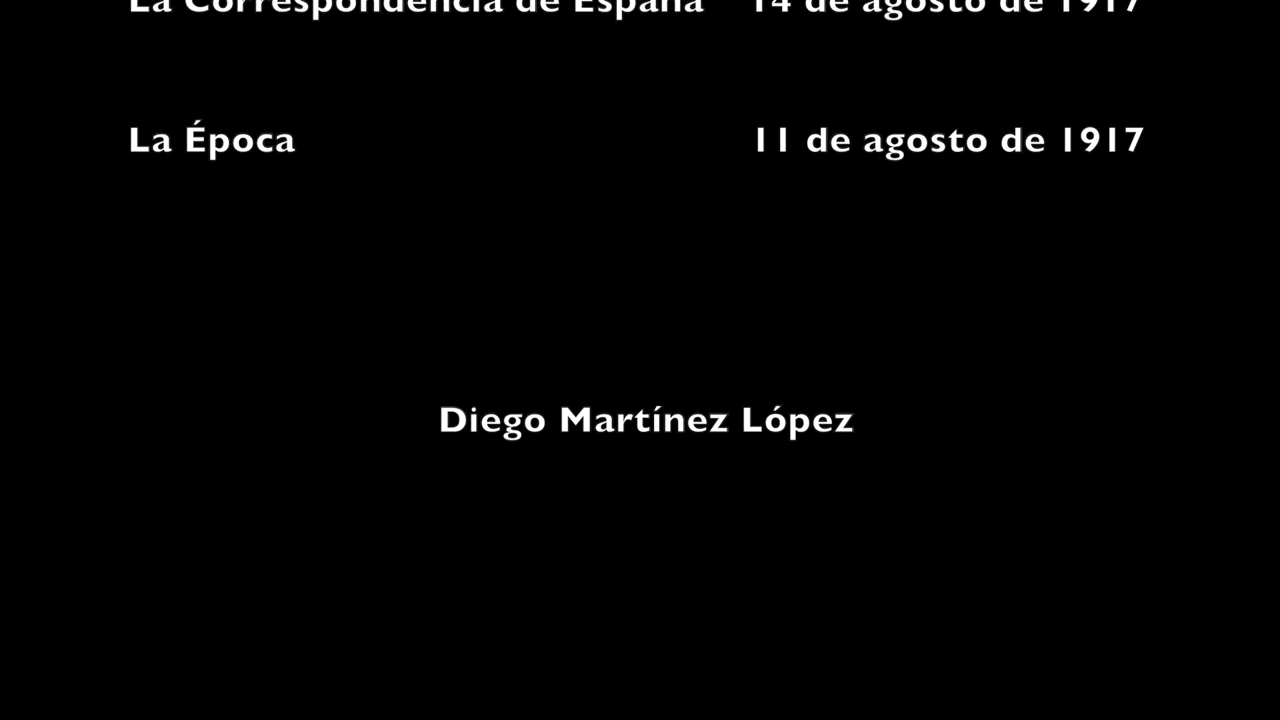 La Correspondencia de España 14 de agosto de 1917
La Época 11 de agosto de 1917
Diego Martínez López